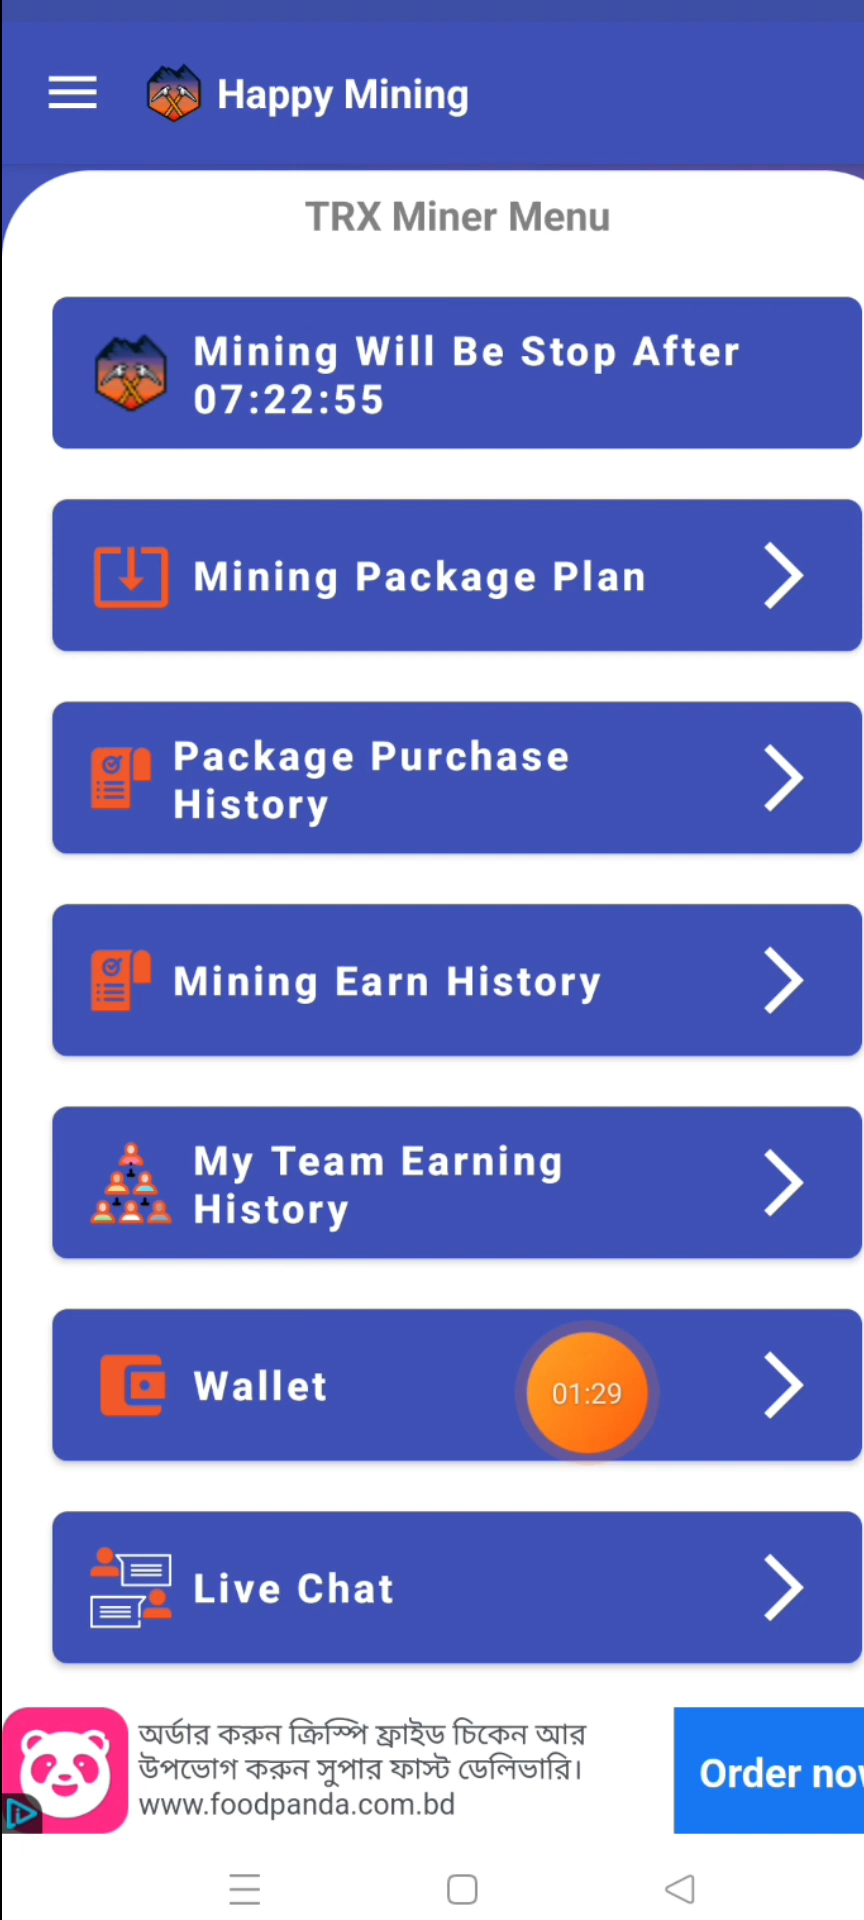 Happy Mining
TRX Miner Menu
Mining Will Be Stop After
07:22:55
Mining Package Plan
Package Purchase
History
Mining Earn History
My Team Earning
History
Wallet
01:29
Live Chat
অর্ডার করুন ক্রিস্পি ফ্রাইড চিকেন আর
উপভোগ করুন সুপার ফাস্ট ডেলিভারি।
www.foodpanda.com.bd
Order now